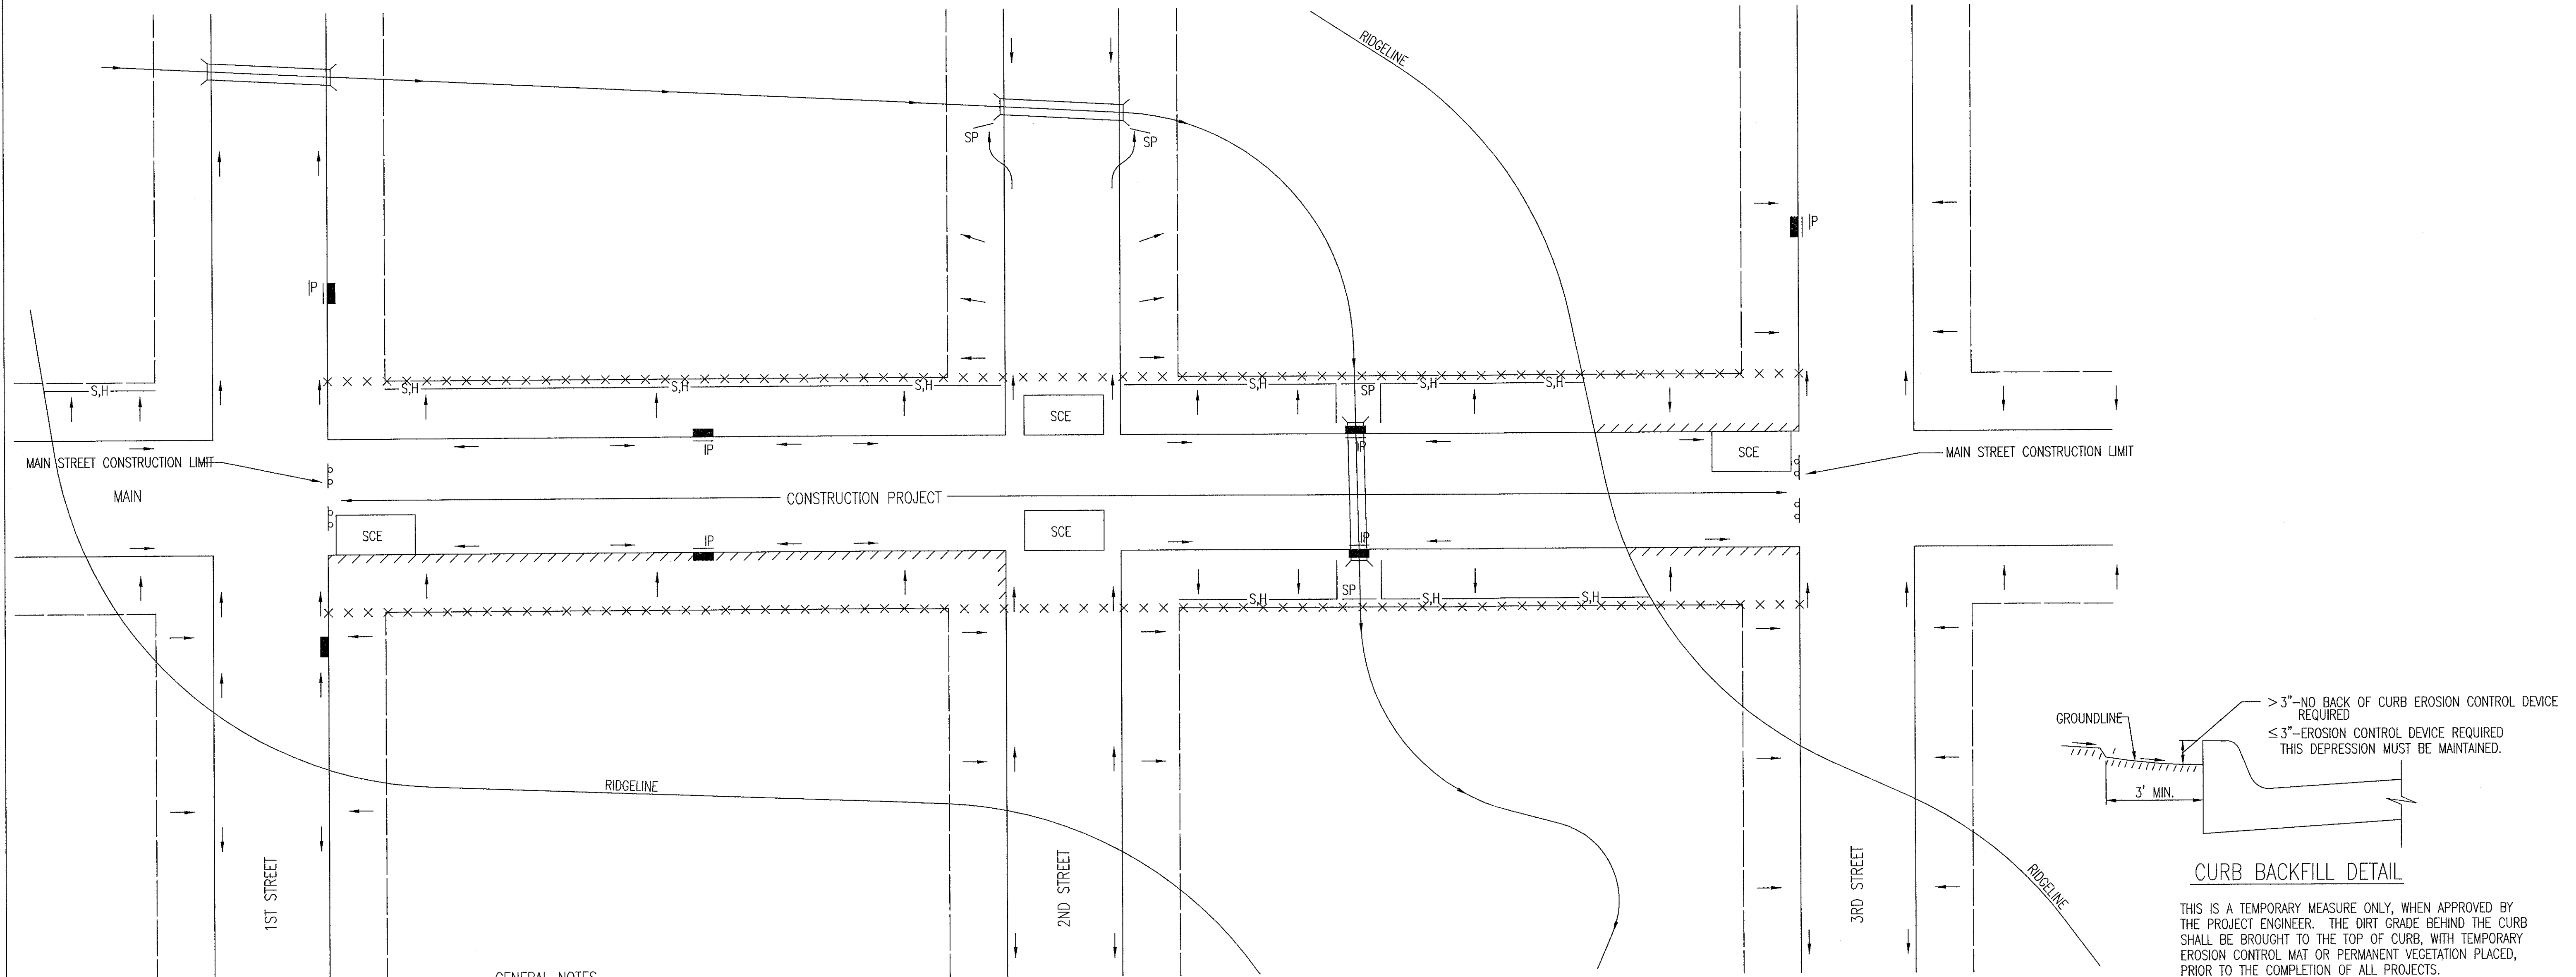 RIDGELINE
SP
SP
IP
IP
S,H
S,H
S,H
S,H
S,H
SP
S,H
S,H
SCE
MAIN STREET CONSTRUCTION LIMIT
MAIN
IP
IP
SCE
MAIN STREET CONSTRUCTION LIMIT
CONSTRUCTION PROJECT
SCE
IP
SCE
IP
S,H
SP
S,H
S,H
RIDGELINE
1ST STREET
2ND STREET
3RD STREET
RIDGELINE
GROUNDLINE
>3"-NO BACK OF CURB EROSION CONTROL DEVICE
REQUIRED
≤3"-EROSION CONTROL DEVICE REQUIRED
THIS DEPRESSION MUST BE MAINTAINED.
3' MIN.
CURB BACKFILL DETAIL
THIS IS A TEMPORARY MEASURE ONLY, WHEN APPROVED BY
THE PROJECT ENGINEER. THE DIRT GRADE BEHIND THE CURB
SHALL BE BROUGHT TO THE TOP OF CURB, WITH TEMPORARY
EROSION CONTROL MAT OR PERMANENT VEGETATION PLACED,
PRIOR TO THE COMPLETION OF ALL PROJECTS.
GENERAL NOTES